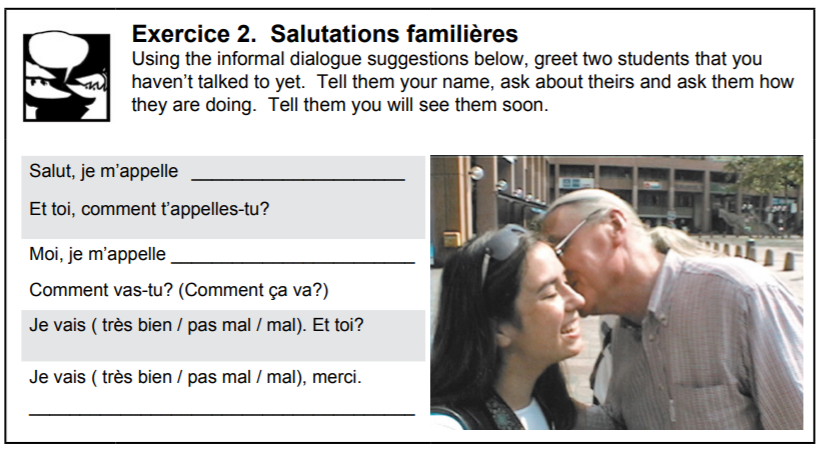 Exercice 2. Salutations familières
Using the informal dialogue suggestions below, greet two students that you
haven't talked to yet. Tell them your name, ask about theirs and ask them how
they are doing. Tell them you will see them soon.
Salut, je m'appelle ______________________
Et toi, comment t'appelles-tu?
Moi, je m'appelle _________________________
Comment vas-tu? (Comment ça va?)
Je vais ( très bien / pas mal / mal). Et toi?
Je vais ( très bien / pas mal / mal), merci.
________________________________________